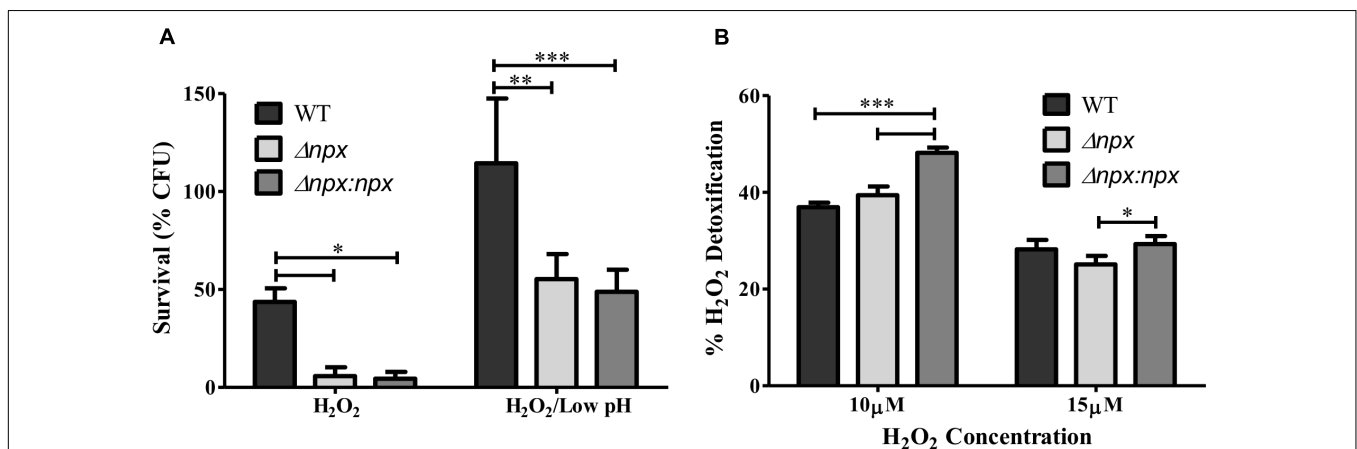 A
Survival (% CFU)
150
100
50
0
WT
Δnpx
Δnpx:npx
*
**
***
H₂O₂
H₂O₂/Low pH
B
% H₂O₂ Detoxification
60
40
20
0
WT
Δnpx
Δnpx:npx
***
*
10μM
15μM
H₂O₂ Concentration